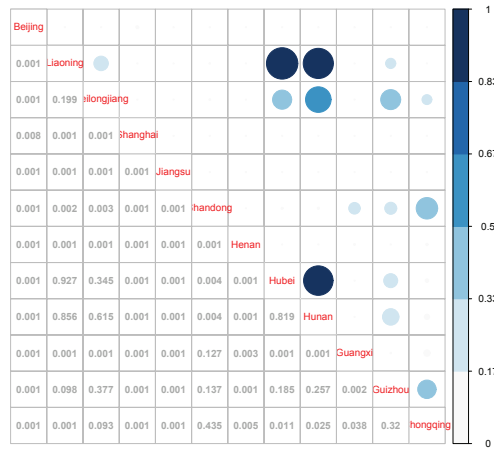 1
Beijing
0.001 Liaoning
0.83
0.001 0.199 eilongjiang
0.008 0.001 0.001 Shanghai
0.67
0.001 0.001 0.001 0.001 Jiangsu
0.001 0.002 0.003 0.001 0.001 Shandong
0.5
0.001 0.001 0.001 0.001 0.001 0.001 Henan
0.001 0.927 0.345 0.001 0.001 0.004 0.001 Hubei
0.33
0.001 0.856 0.615 0.001 0.001 0.004 0.001 0.819 Hunan
0.001 0.001 0.001 0.001 0.001 0.127 0.003 0.001 0.001 Guangxi
0.17
0.001 0.098 0.377 0.001 0.001 0.137 0.001 0.185 0.257 0.002 Guizhou
0.001 0.001 0.093 0.001 0.001 0.435 0.005 0.011 0.025 0.038 0.32 hongqing
0